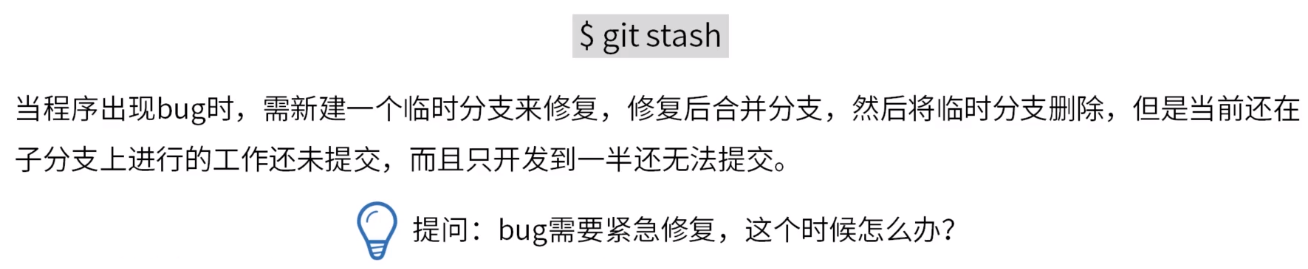 $ git stash
当程序出现bug时，需新建一个临时分支来修复，修复后合并分支，然后将临时分支删除，但是当前还在
子分支上进行的工作还未提交，而且只开发到一半还无法提交。
提问：bug需要紧急修复，这个时候怎么办？